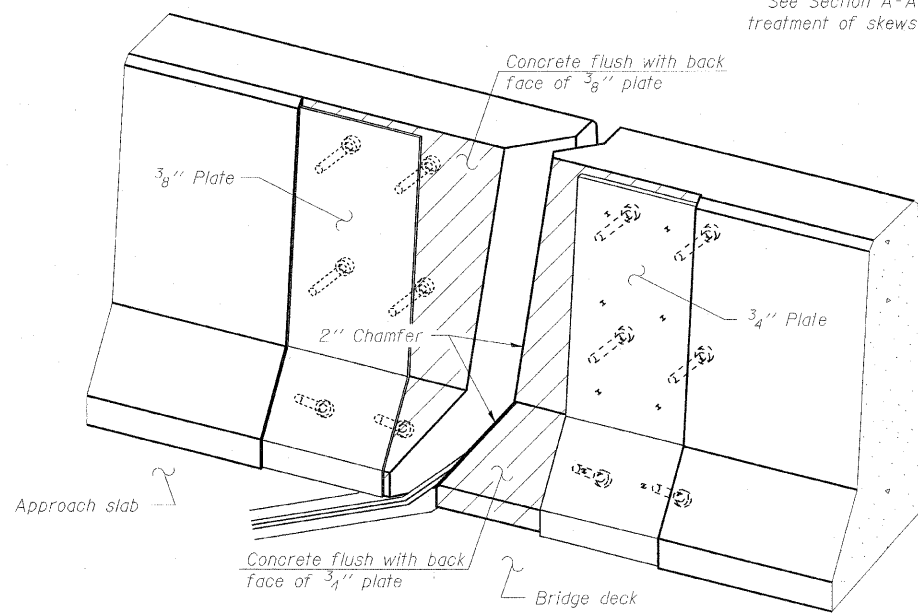 See Section A-A
treatment of skews
Concrete flush with back
face of 3/8" plate
3/8" Plate
2" Chamfer
3/4" Plate
Approach slab
Concrete flush with back
face of 3/4" plate
Bridge deck